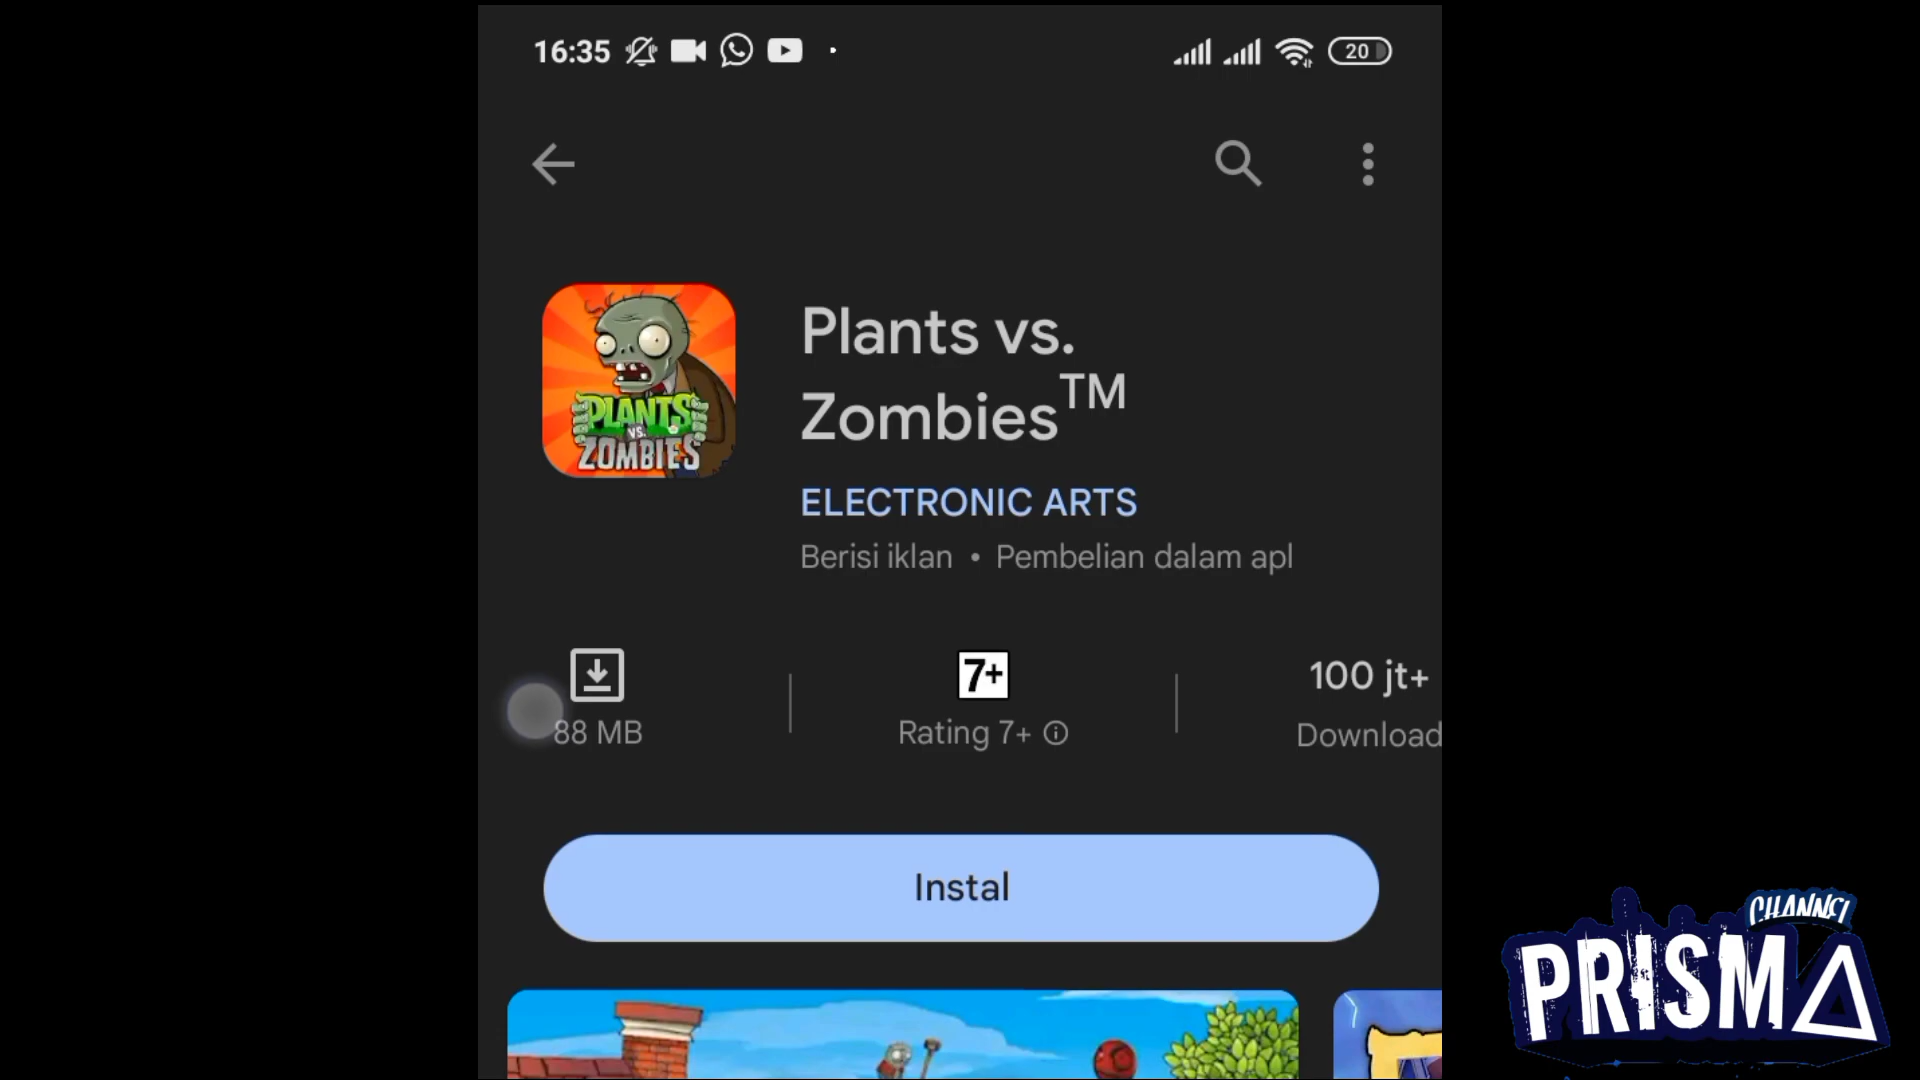 16:35
20
PLANTS
VS.
ZOMBIES
Plants vs.
Zombies™
ELECTRONIC ARTS
Berisi iklan • Pembelian dalam apl
88 MB
7+
Rating 7+
100 jt+
Download
Instal
CHANNEL
PRISMA